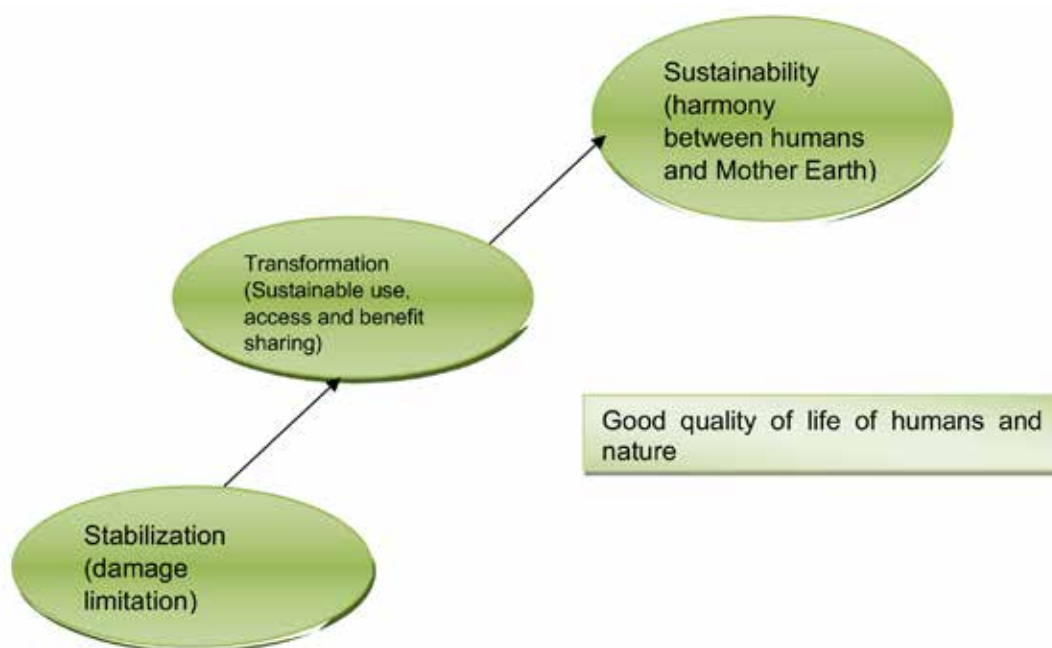 Sustainability
(harmony
between humans
and Mother Earth)
Transformation
(Sustainable use,
access and benefit
sharing)
Good quality of life of humans and
nature
Stabilization
(damage
limitation)